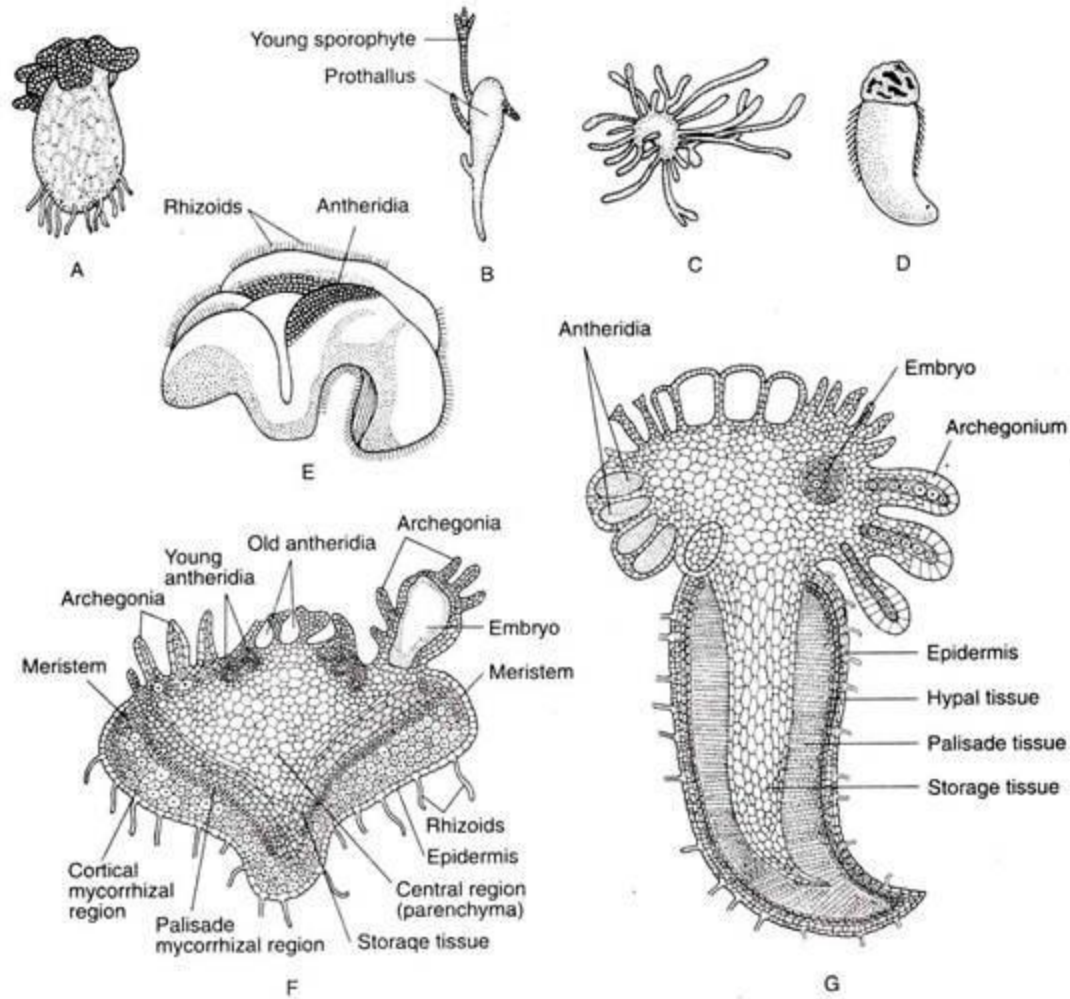 Young sporophyte
Prothallus
A
B
C
D
Rhizoids
Antheridia
E
Antheridia
Embryo
Archegonium
Epidermis
Hypal tissue
Palisade tissue
Storage tissue
G
Archegonia
Old antheridia
Young
antheridia
Archegonia
Embryo
Meristem
Meristem
Rhizoids
Epidermis
Cortical
mycorrhizal
region
Central region
(parenchyma)
Palisade
mycorrhizal region
Storaqe tissue
F